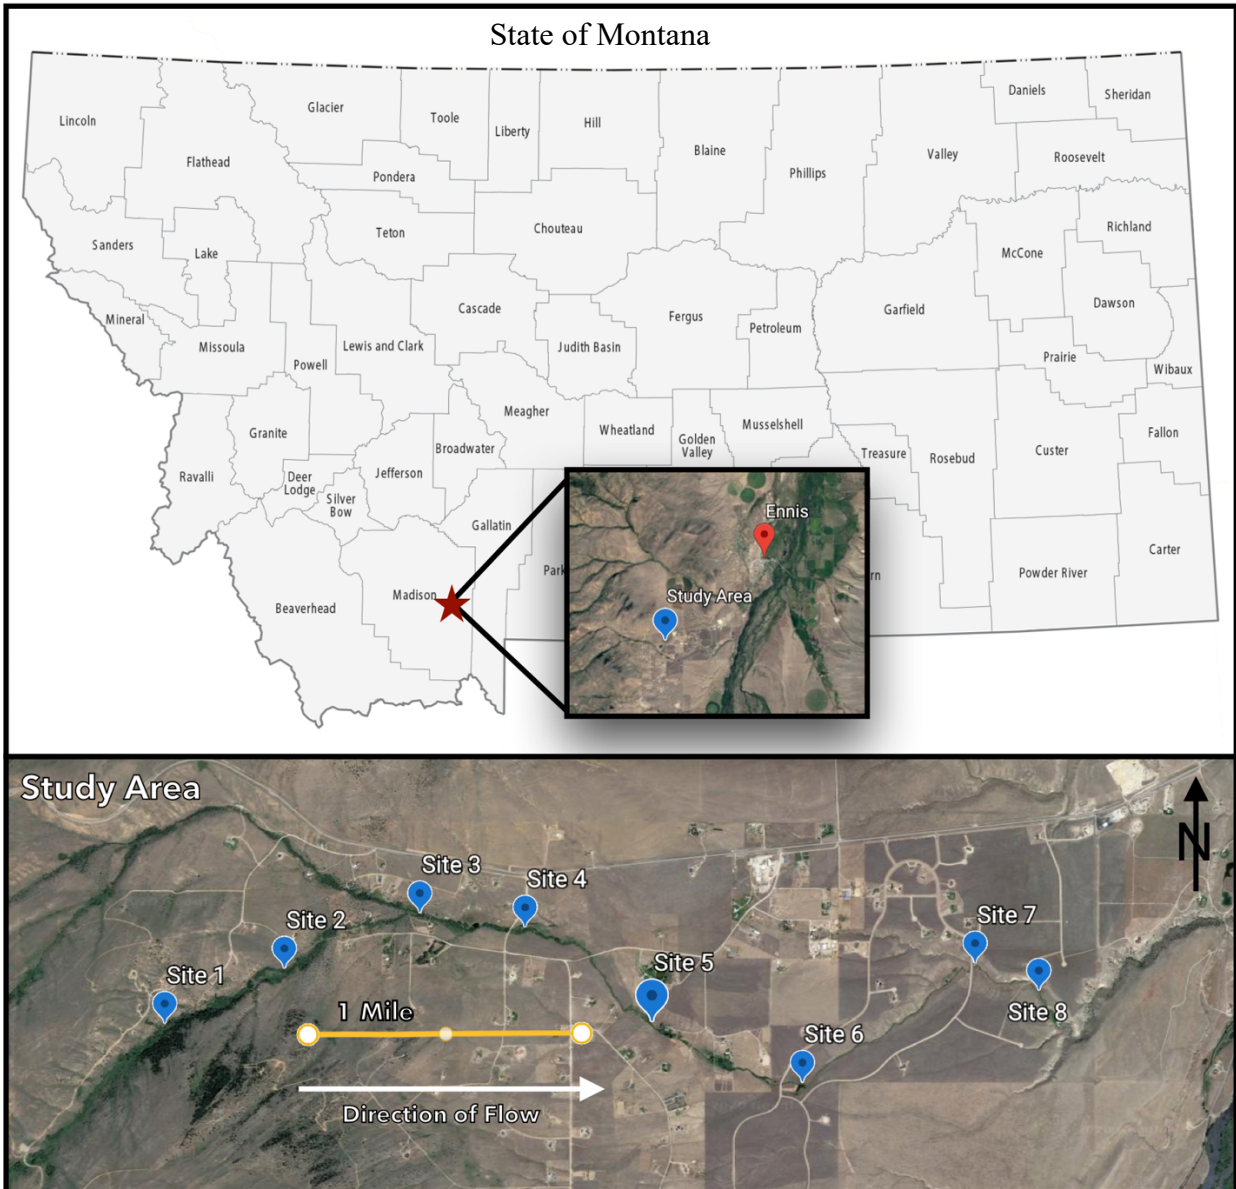 State of Montana
Lincoln
Flathead
Glacier
Toole
Liberty
Hill
Blaine
Phillips
Valley
Daniels
Sheridan
Roosevelt
Pondera
Teton
Chouteau
Richland
McCone
Sanders
Lake
Cascade
Fergus
Petroleum
Garfield
Dawson
Mineral
Missoula
Powell
Lewis and Clark
Judith Basin
Prairie
Wibaux
Meagher
Wheatland
Golden
Valley
Musselshell
Treasure
Rosebud
Custer
Fallon
Granite
Ravalli
Deer
Lodge
Silver
Bow
Jefferson
Broadwater
Gallatin
Park
rn
Powder River
Carter
Beaverhead
Madison
Ennis
Study Area
Study Area
N
Site 1
Site 2
Site 3
Site 4
Site 5
Site 6
Site 7
Site 8
1 Mile
Direction of Flow